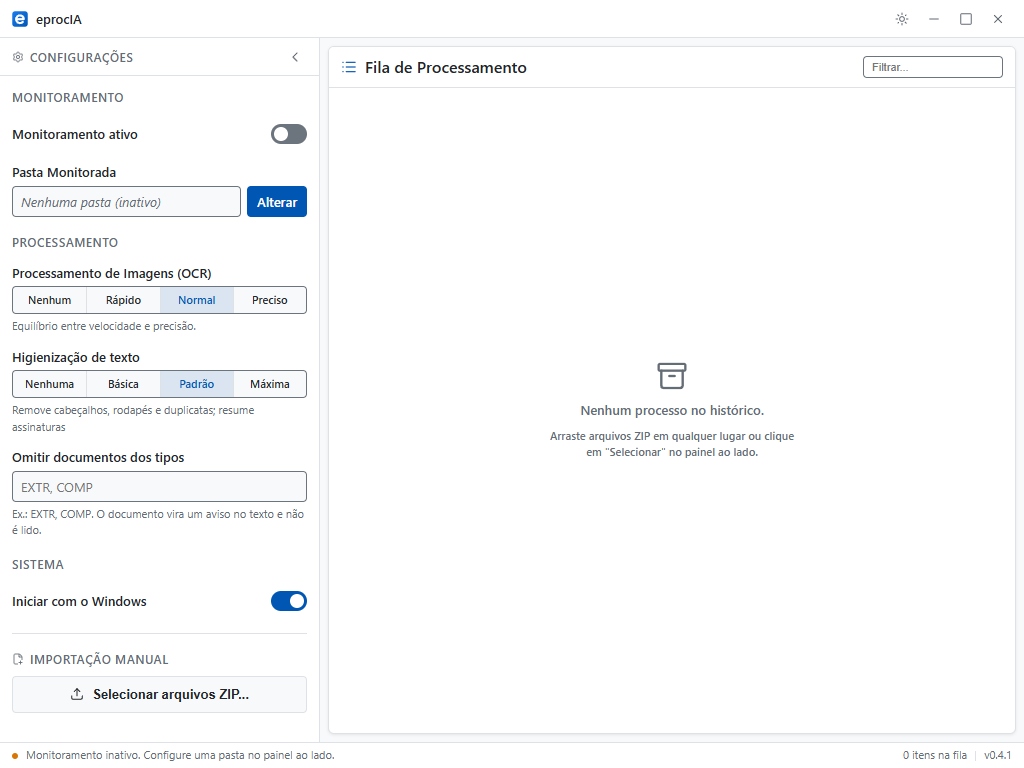 eprocIA
CONFIGURAÇÕES
MONITORAMENTO
Monitoramento ativo
Pasta Monitorada
Nenhuma pasta (inativo)
Alterar
PROCESSAMENTO
Processamento de Imagens (OCR)
Nenhum Rápido Normal Preciso
Equilíbrio entre velocidade e precisão.
Higienização de texto
Nenhuma Básica Padrão Máxima
Remove cabeçalhos, rodapés e duplicatas; resume
assinaturas
Omitir documentos dos tipos
EXTR, COMP
Ex.: EXTR, COMP. O documento vira um aviso no texto e não
é lido.
SISTEMA
Iniciar com o Windows
IMPORTAÇÃO MANUAL
Selecionar arquivos ZIP...
Fila de Processamento
Filtrar...
Nenhum processo no histórico.
Arraste arquivos ZIP em qualquer lugar ou clique
em "Selecionar" no painel ao lado.
Monitoramento inativo. Configure uma pasta no painel ao lado.
0 itens na fila
v0.4.1